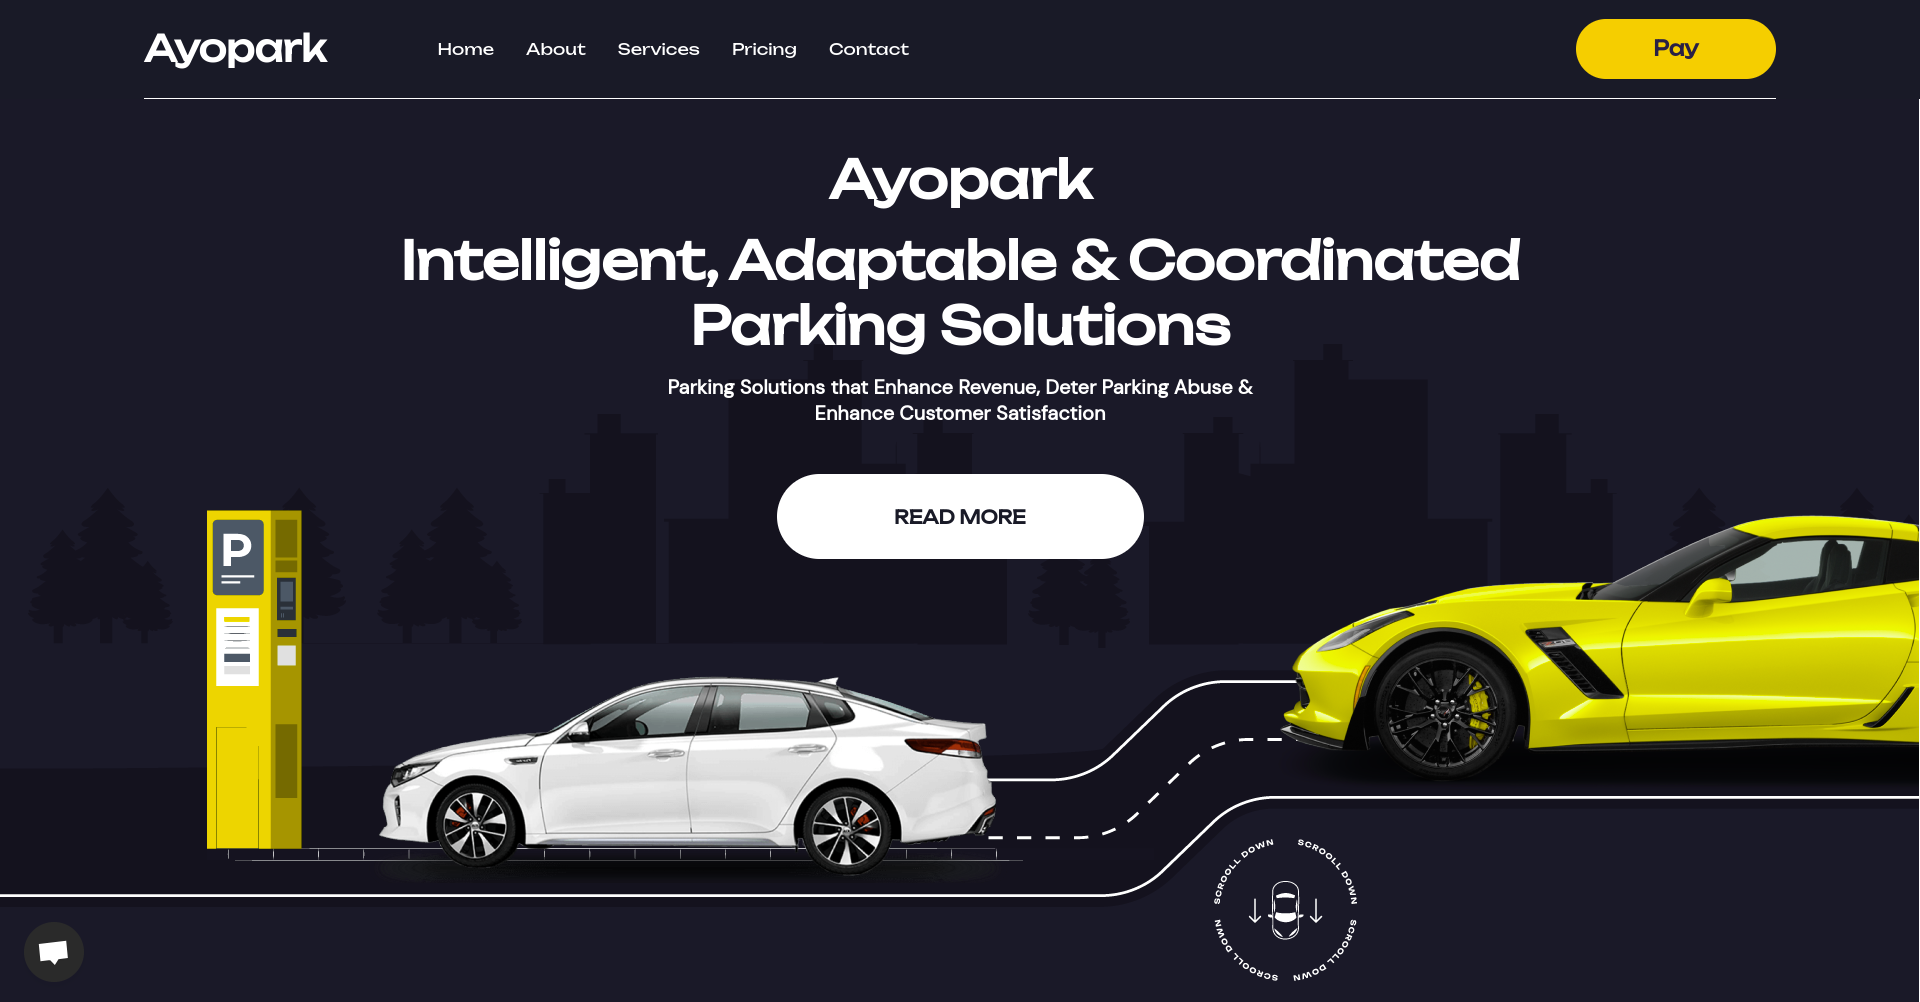 Ayopark
Home
About
Services
Pricing
Contact
Pay
Ayopark
Intelligent, Adaptable & Coordinated
Parking Solutions
Parking Solutions that Enhance Revenue, Deter Parking Abuse &
Enhance Customer Satisfaction
READ MORE
P
SCROOLL DOWN
SCROOLL DOWN
SCROOLL DOWN
SCROOLL DOWN